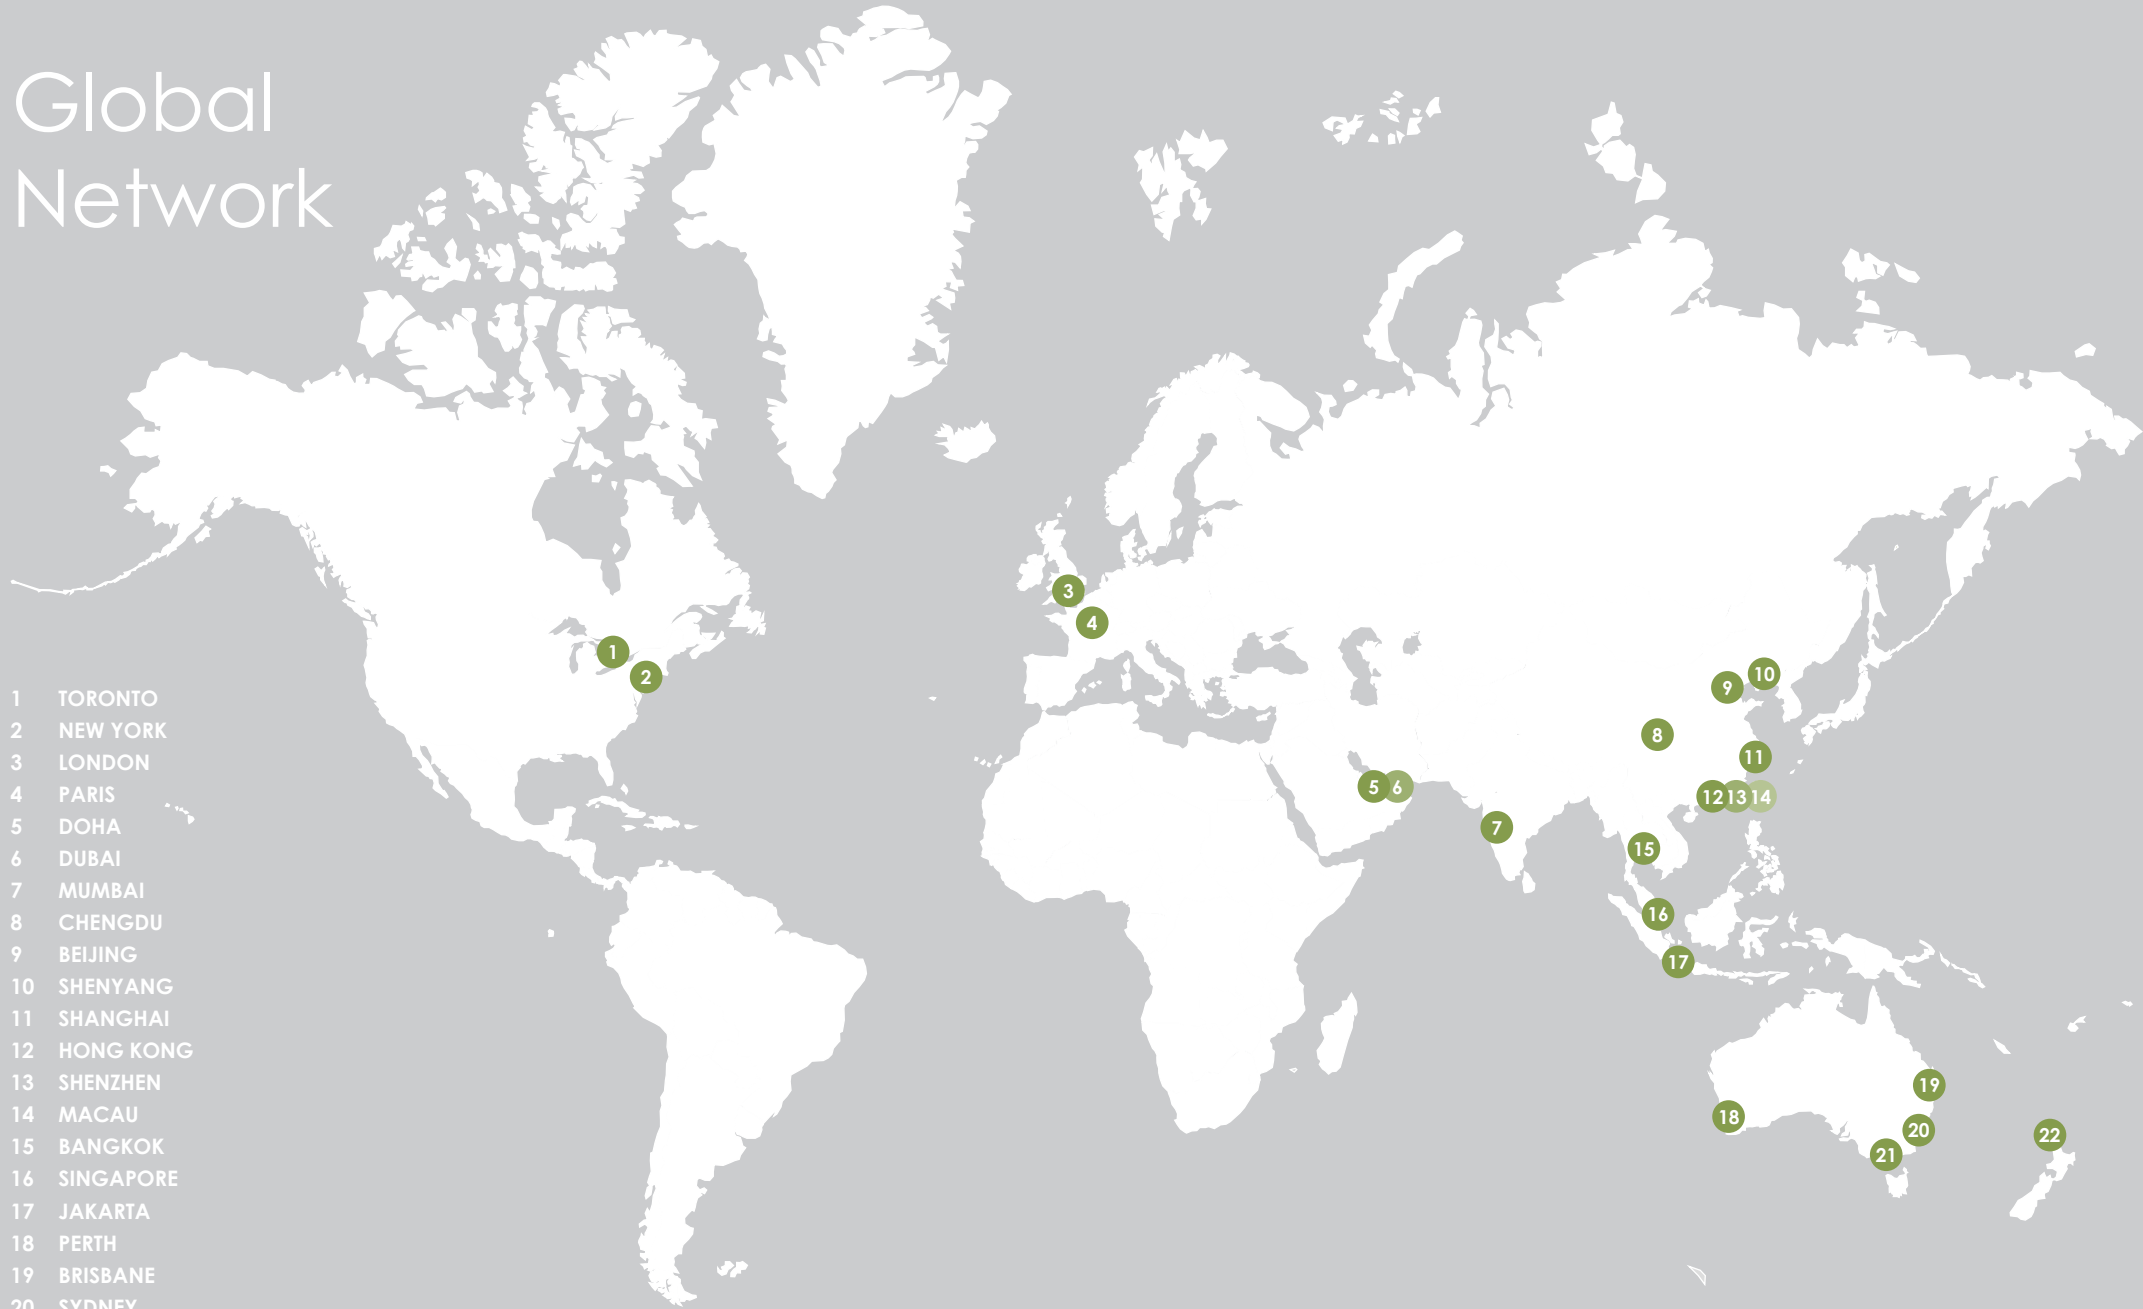 Global
Network
1 TORONTO
2 NEW YORK
3 LONDON
4 PARIS
5 DOHA
6 DUBAI
7 MUMBAI
8 CHENGDU
9 BEIJING
10 SHENYANG
11 SHANGHAI
12 HONG KONG
13 SHENZHEN
14 MACAU
15 BANGKOK
16 SINGAPORE
17 JAKARTA
18 PERTH
19 BRISBANE
20 SYDNEY
1
2
3
4
5 6
7
8
9
10
11
12 13 14
15
16
17
18
19
20
21
22